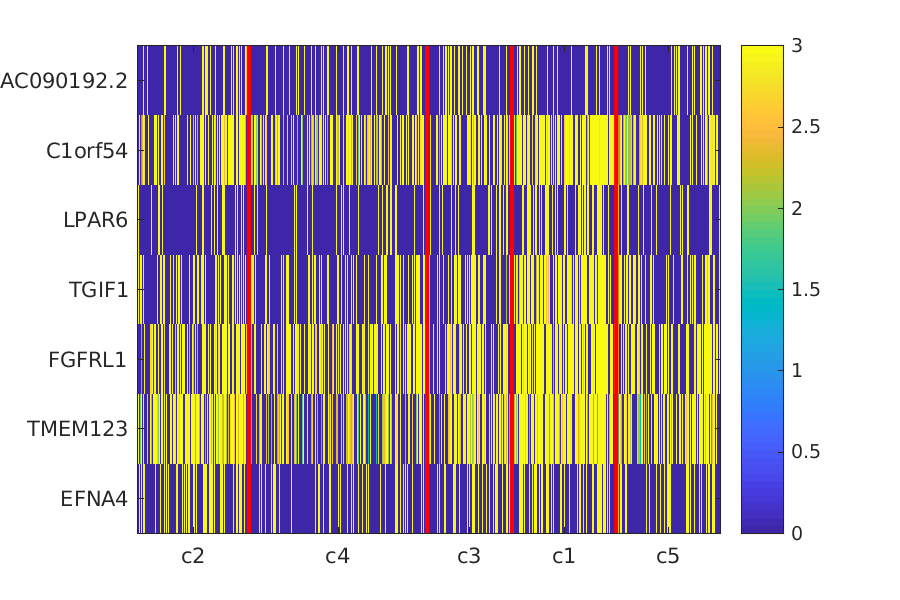 AC090192.2
C1orf54
LPAR6
TGIF1
FGFRL1
TMEM123
EFNA4
c2 c4 c3 c1 c5
3
2.5
2
1.5
1
0.5
0